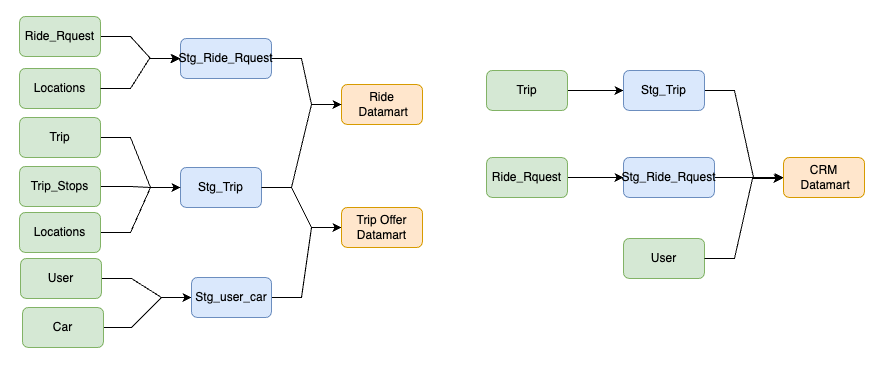 Ride_Rquest
Stg_Ride_Rquest
Locations
Ride
Datamart
Trip
Trip_Stops
Stg_Trip
Locations
Trip Offer
Datamart
User
Stg_user_car
Car
Trip
Stg_Trip
Ride_Rquest
Stg_Ride_Rquest
CRM
Datamart
User